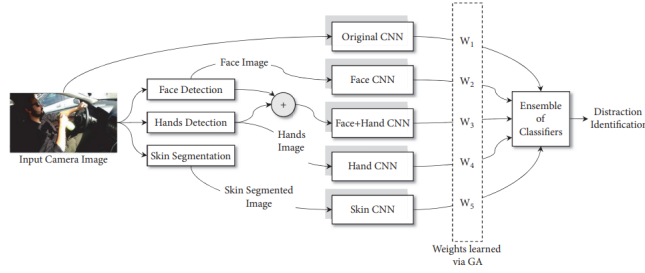 Original CNN
W1
Face Image
Face CNN
W2
Face Detection
+
Ensemble
of
Classifiers
Distraction
Identification
Hands Detection
Face+Hand CNN
W3
Hands
Image
Input Camera Image
Skin Segmentation
Hand CNN
W4
Skin Segmented
Image
Skin CNN
W5
Weights learned
via GA